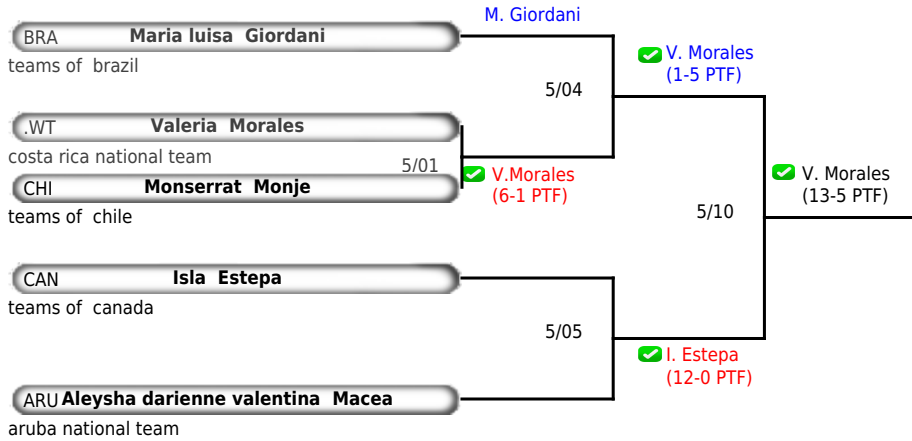 M. Giordani
BRA Maria luisa Giordani
teams of brazil
V. Morales
(1-5 PTF)
5/04
.WT Valeria Morales
costa rica national team
5/01
V.Morales
(6-1 PTF)
CHI Monserrat Monje
teams of chile
V. Morales
(13-5 PTF)
5/10
CAN Isla Estepa
teams of canada
5/05
I. Estepa
(12-0 PTF)
ARU Aleysha darienne valentina Macea
aruba national team